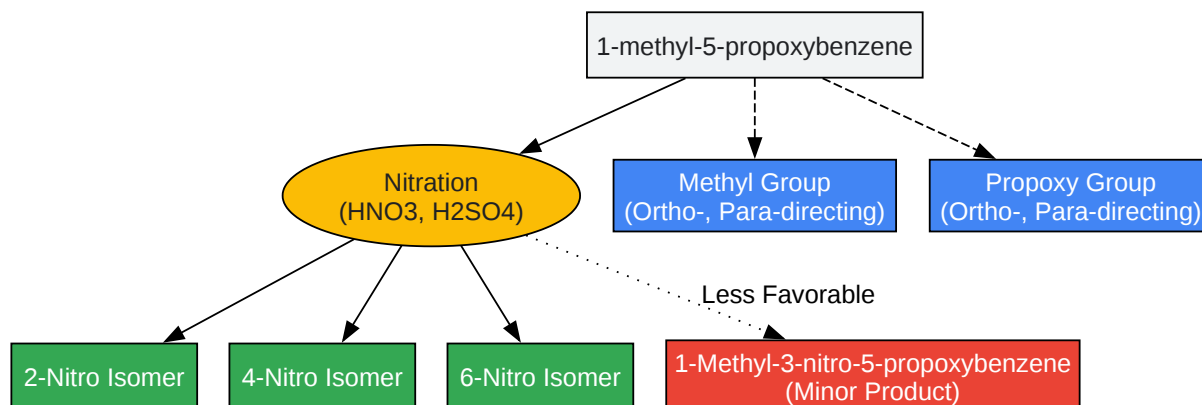 1-methyl-5-propoxybenzene
Nitration
(HNO3, H2SO4)
Methyl Group
(Ortho-, Para-directing)
Propoxy Group
(Ortho-, Para-directing)
Less Favorable
2-Nitro Isomer
4-Nitro Isomer
6-Nitro Isomer
1-Methyl-3-nitro-5-propoxybenzene
(Minor Product)